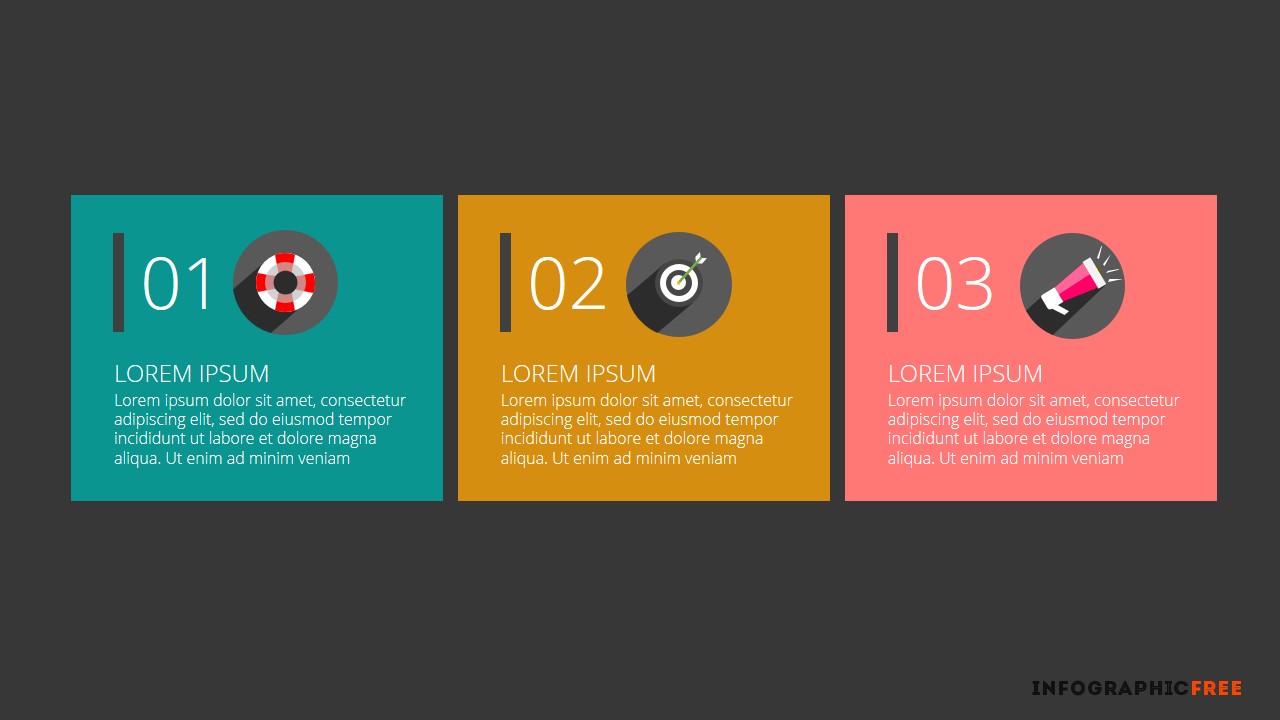 01
LOREM IPSUM
Lorem ipsum dolor sit amet, consectetur
adipiscing elit, sed do eiusmod tempor
incididunt ut labore et dolore magna
aliqua. Ut enim ad minim veniam
02
LOREM IPSUM
Lorem ipsum dolor sit amet, consectetur
adipiscing elit, sed do eiusmod tempor
incididunt ut labore et dolore magna
aliqua. Ut enim ad minim veniam
03
LOREM IPSUM
Lorem ipsum dolor sit amet, consectetur
adipiscing elit, sed do eiusmod tempor
incididunt ut labore et dolore magna
aliqua. Ut enim ad minim veniam
INFOGRAPHICFREE